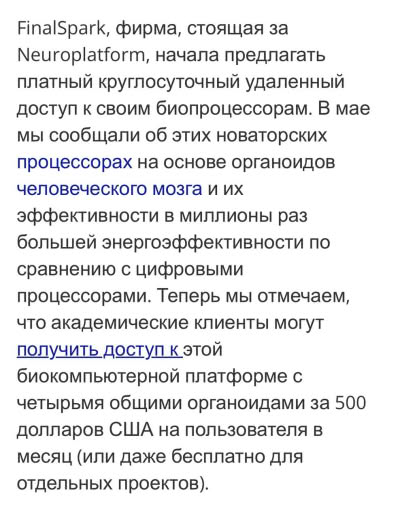 FinalSpark, фирма, стоящая за
Neuroplatform, начала предлагать
платный круглосуточный удаленный
доступ к своим биопроцессорам. В мае
мы сообщали об этих новаторских
процессорах на основе органоидов
человеческого мозга и их
эффективности в миллионы раз
большей энергоэффективности по
сравнению с цифровыми
процессорами. Теперь мы отмечаем,
что академические клиенты могут
получить доступ к этой
биокомпьютерной платформе с
четырьмя общими органоидами за 500
долларов США на пользователя в
месяц (или даже бесплатно для
отдельных проектов).